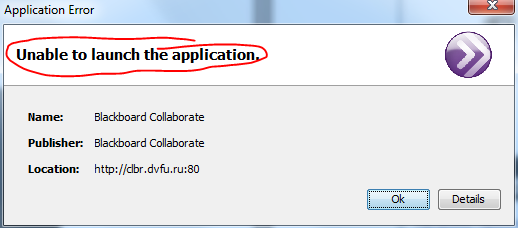 Application Error
Unable to launch the application.
Name: Blackboard Collaborate
Publisher: Blackboard Collaborate
Location: http://clbr.dvfu.ru:80
Ok Details